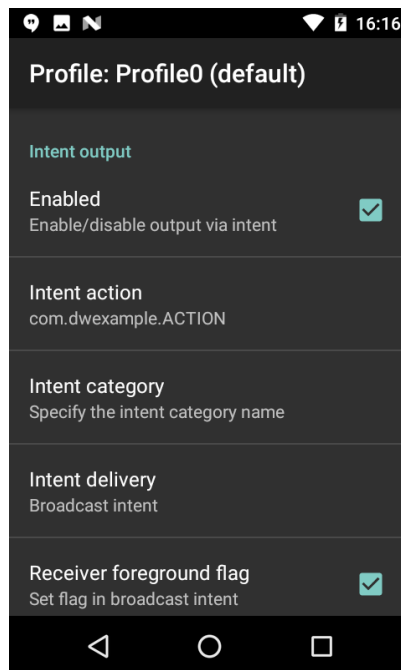 16:16
Profile: Profile0 (default)
Intent output
Enabled
Enable/disable output via intent
Intent action
com.dwexample.ACTION
Intent category
Specify the intent category name
Intent delivery
Broadcast intent
Receiver foreground flag
Set flag in broadcast intent